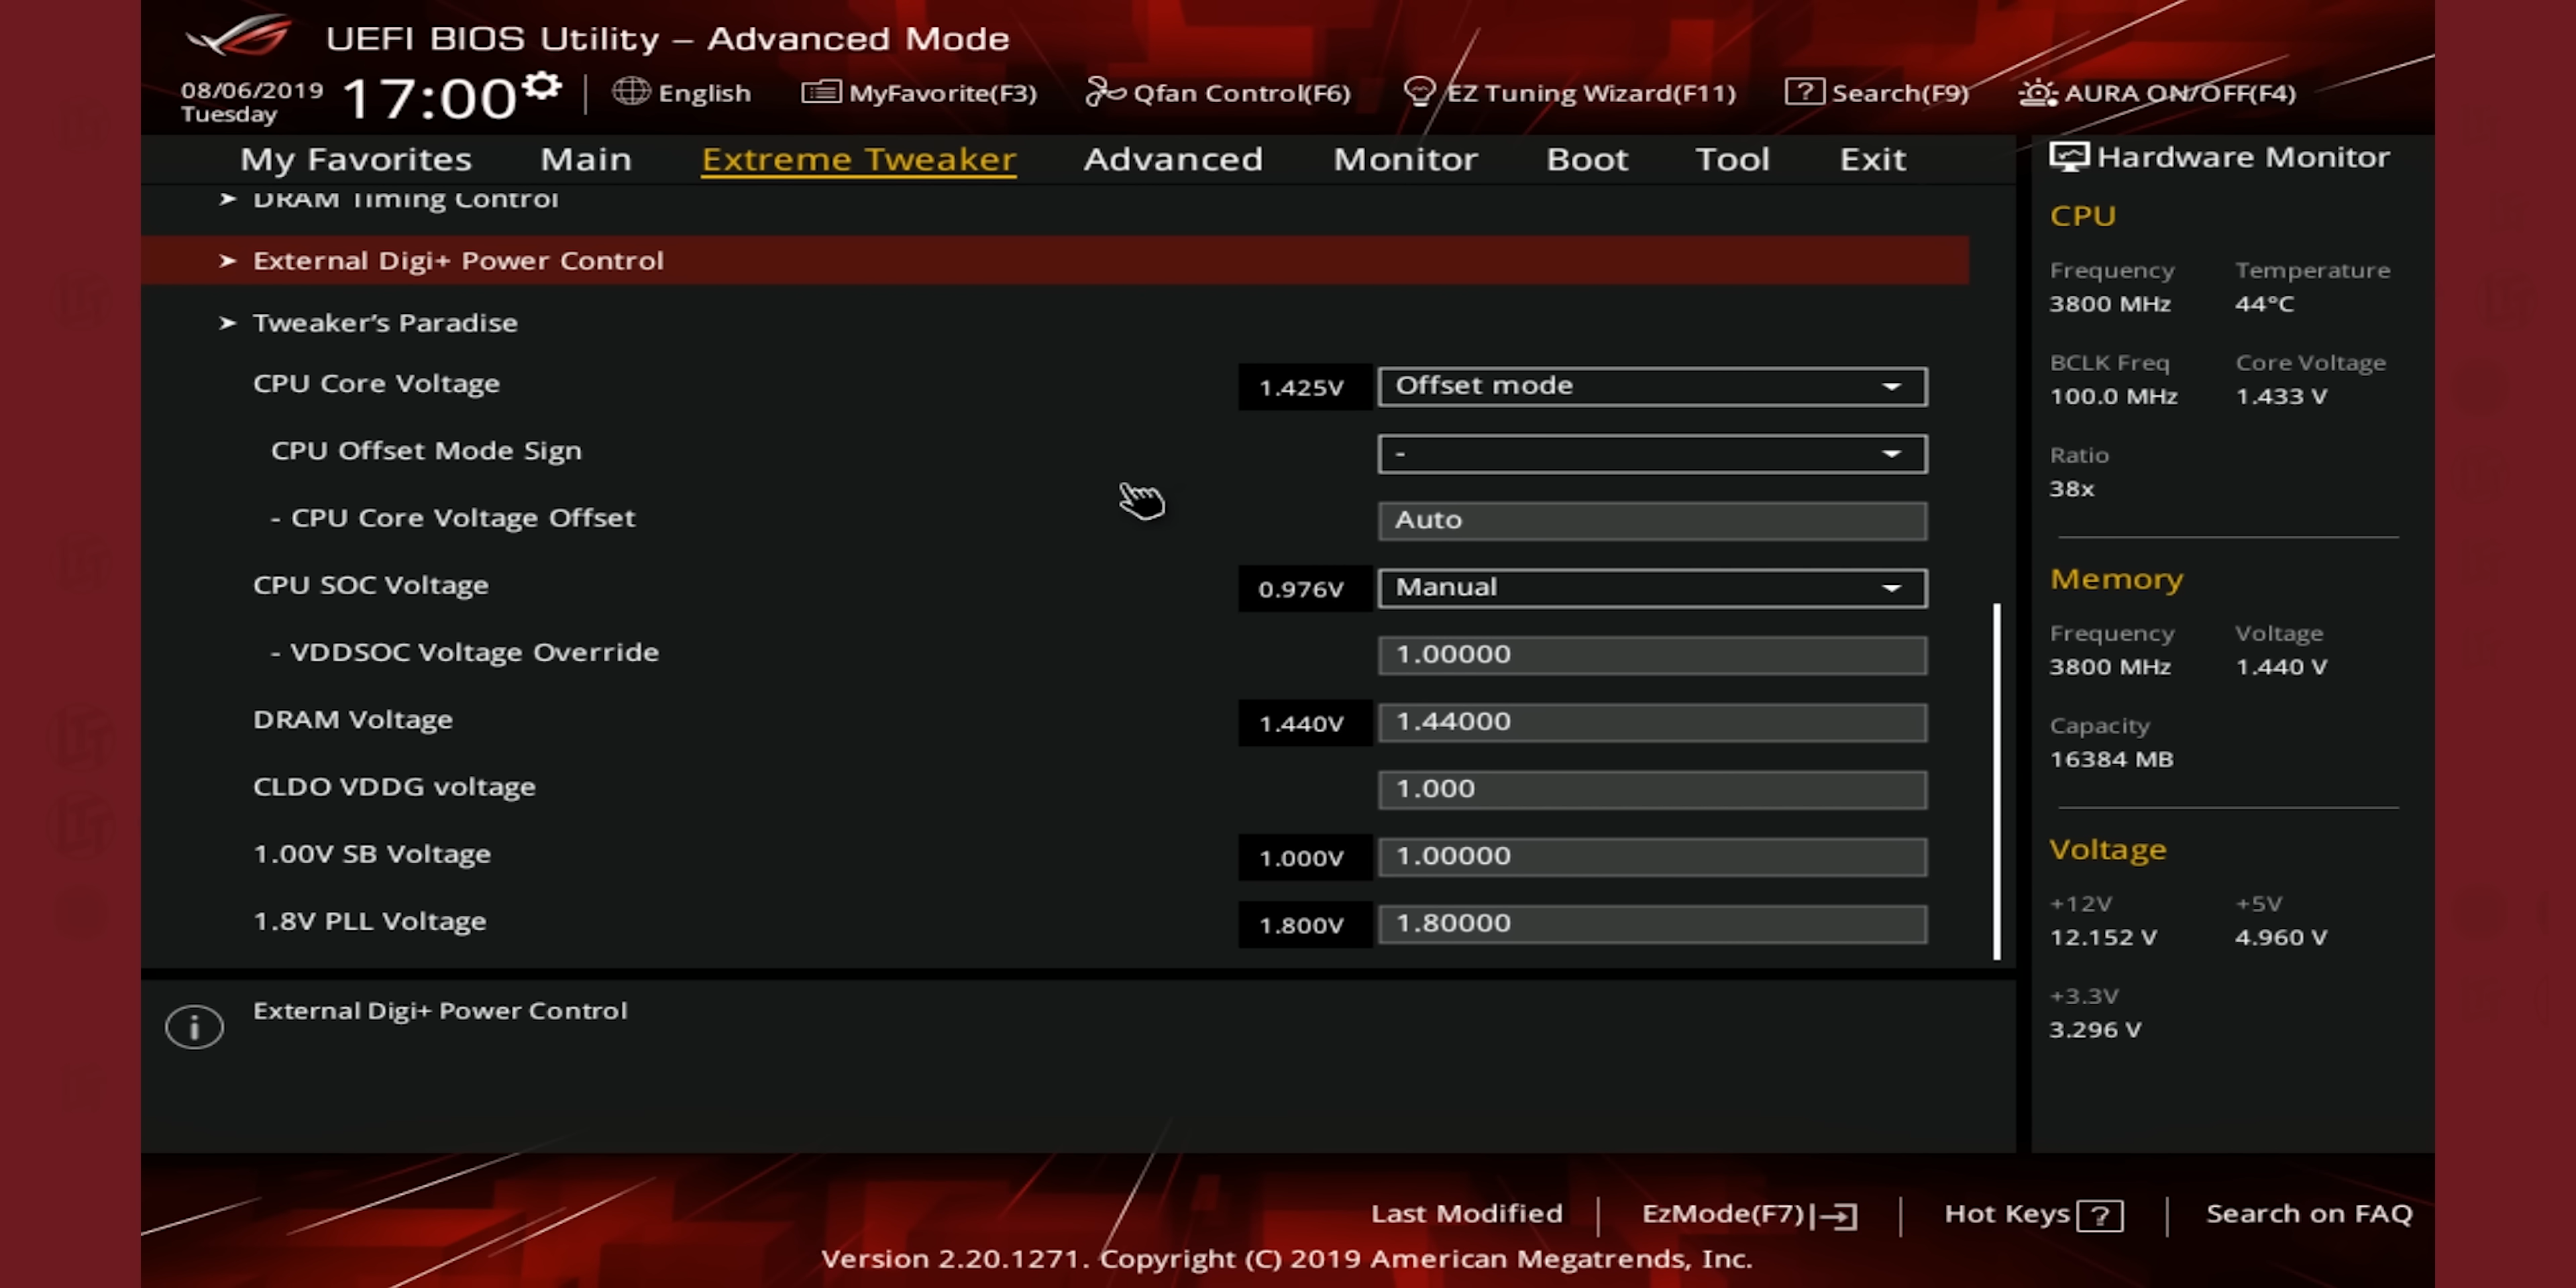 UEFI BIOS Utility – Advanced Mode
08/06/2019
Tuesday
17:00
English
MyFavorite(F3)
Qfan Control(F6)
EZ Tuning Wizard(F11)
Search(F9)
AURA ON/OFF(F4)
My Favorites
Main
Extreme Tweaker
Advanced
Monitor
Boot
Tool
Exit
DRAM Timing Control
External Digi+ Power Control
Tweaker's Paradise
CPU Core Voltage 1.425V Offset mode
CPU Offset Mode Sign -
- CPU Core Voltage Offset Auto
CPU SOC Voltage 0.976V Manual
- VDDSOC Voltage Override 1.00000
DRAM Voltage 1.440V 1.44000
CLDO VDDG voltage 1.000
1.00V SB Voltage 1.000V 1.00000
1.8V PLL Voltage 1.800V 1.80000
External Digi+ Power Control
Hardware Monitor
CPU
Frequency Temperature
3800 MHz 44°C
BCLK Freq Core Voltage
100.0 MHz 1.433 V
Ratio
38x
Memory
Frequency Voltage
3800 MHz 1.440 V
Capacity
16384 MB
Voltage
+12V +5V
12.152 V 4.960 V
+3.3V
3.296 V
Last Modified
EzMode(F7)
Hot Keys ?
Search on FAQ
Version 2.20.1271. Copyright (C) 2019 American Megatrends, Inc.